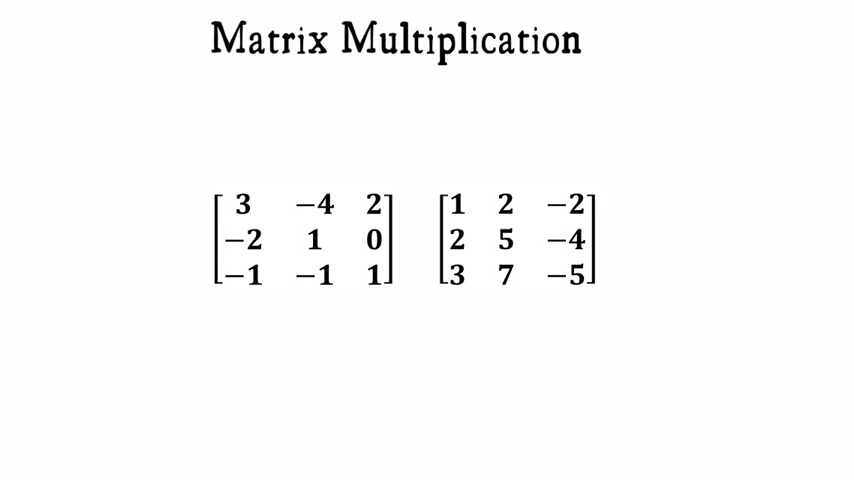 Matrix Multiplication
3 −4 2 1 2 −2
−2 1 0 2 5 −4
−1 −1 1 3 7 −5